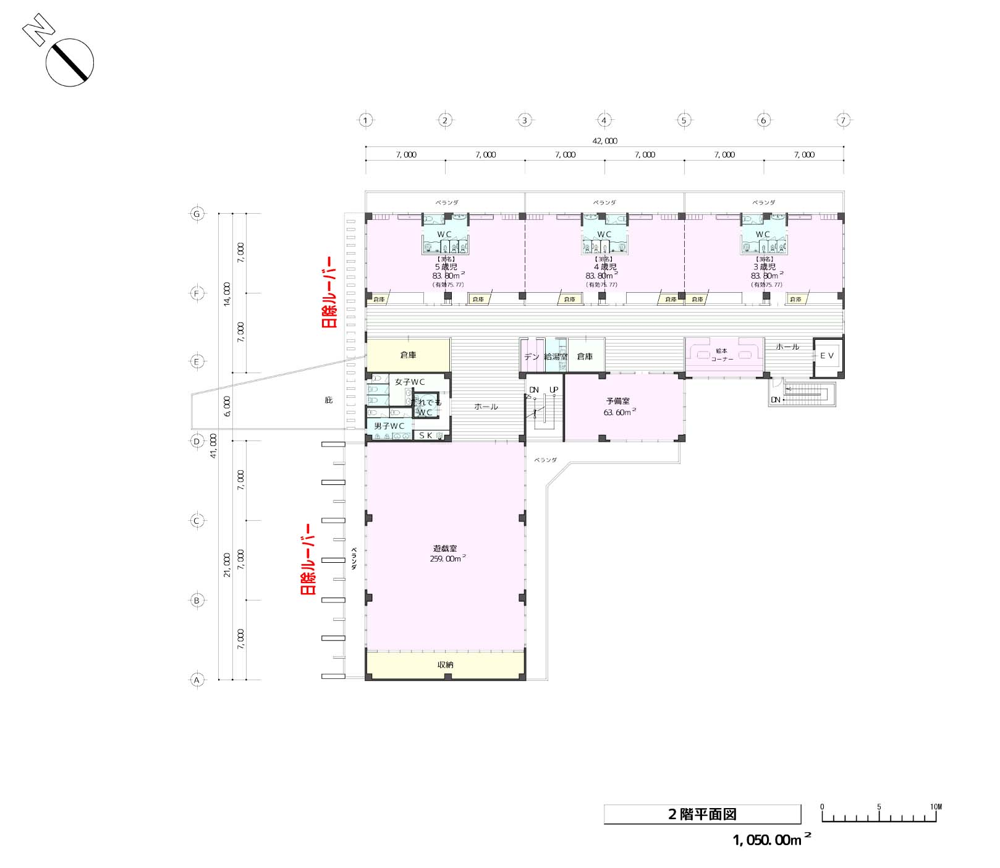 N
1 2 3 4 5 6 7
42,000
7,000 7,000 7,000 7,000 7,000 7,000
ベランダ ベランダ ベランダ
G
F
E
D
C
B
A
7,000
14,000
7,000
6,000
41,000
7,000
21,000
7,000
7,000
日除ルーバー
日除ルーバー
WC WC WC
【38名】 【38名】 【38名】
5歳児 4歳児 3歳児
83.80m² 83.80m² 83.80m²
(有効75.77) (有効75.77) (有効75.77)
倉庫 倉庫 倉庫 倉庫 倉庫 倉庫
倉庫
デン
給湯室
倉庫
絵本
コーナー
ホール
EV
庇
女子WC
だれでも
WC
男子WC
SK
ホール
DN UP
予備室
63.60m²
DN
ベランダ
ベランダ
遊戯室
259.00m²
収納
2階平面図
1,050.00m²
0 5 10M